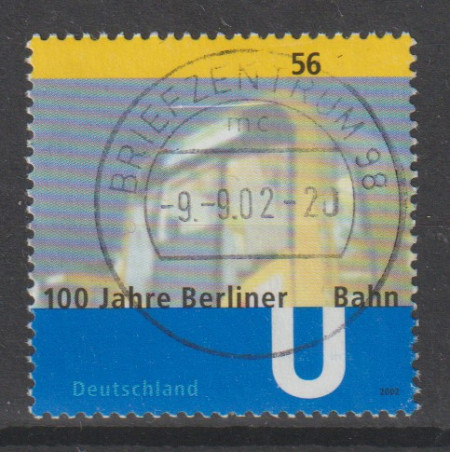 56
BRIEFZENTRUM 98
mc
-9.-9.02-20
100 Jahre Berliner U Bahn
Deutschland
2002